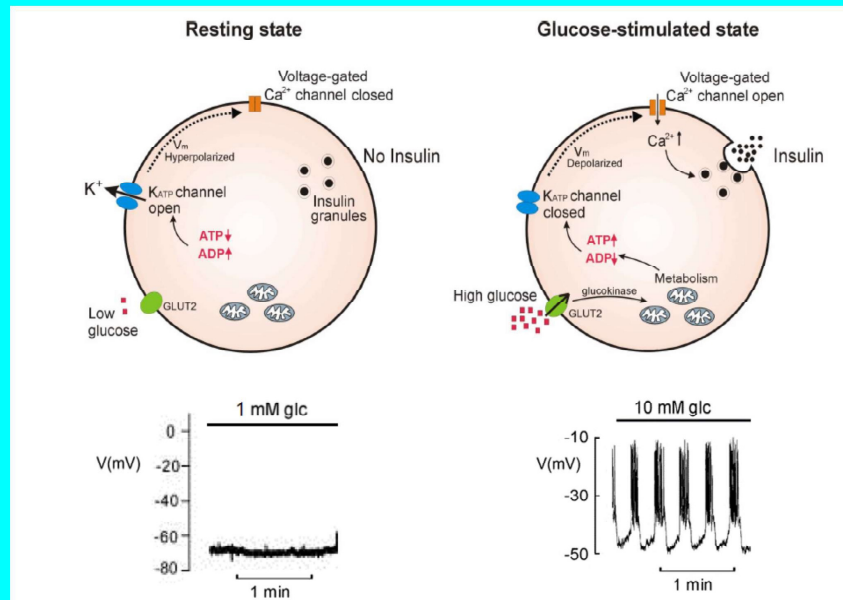 Resting state
Voltage-gated
Ca²⁺ channel closed
Vm
Hyperpolarized
No Insulin
K⁺
KATP channel
open
Insulin
granules
ATP↓
ADP↑
Low
glucose
GLUT2
Glucose-stimulated state
Voltage-gated
Ca²⁺ channel open
Ca²⁺↑
Vm
Depolarized
Insulin
KATP channel
closed
ATP↑
ADP↓
Metabolism
High glucose
glucokinase
GLUT2
1 mM glc
0
V(mV)
-20
-40
-60
-80
1 min
10 mM glc
-10
V(mV)
-30
-50
1 min